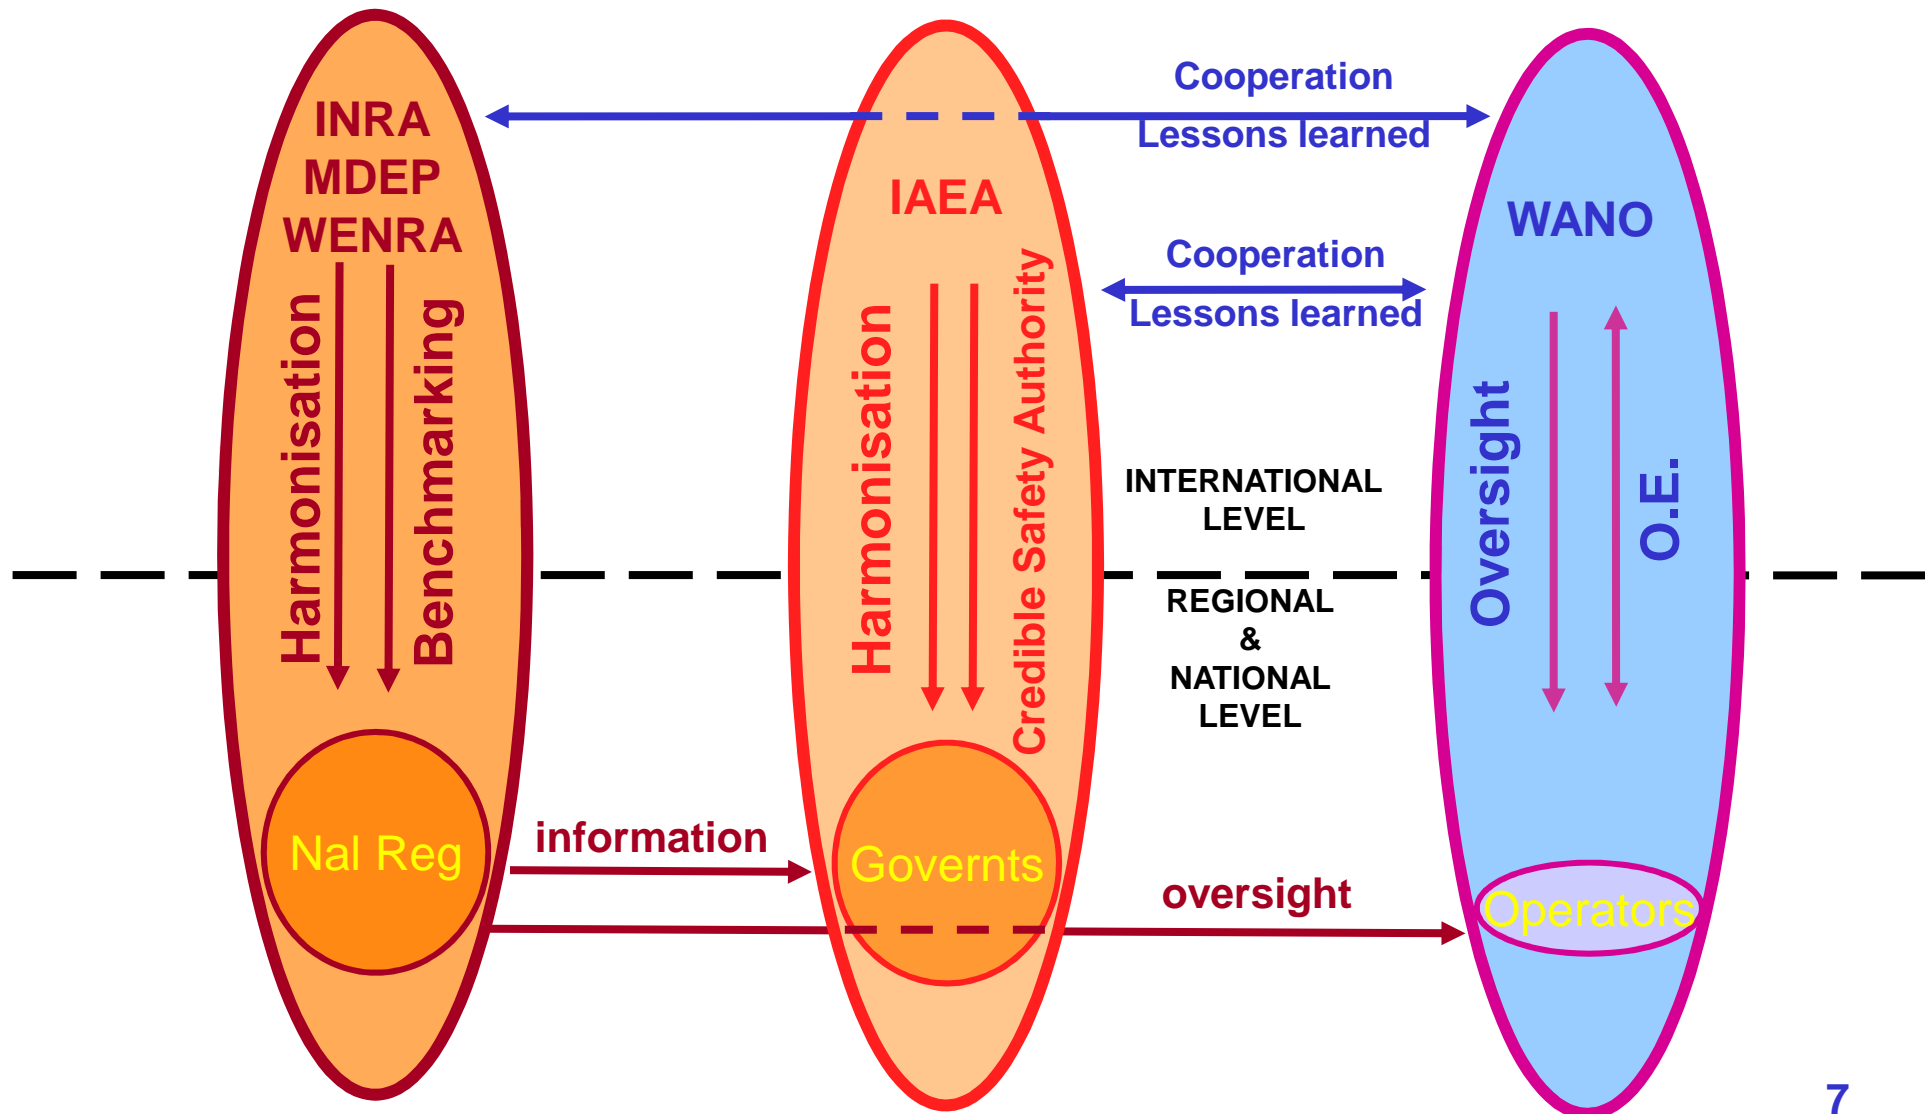 INRA
MDEP
WENRA
Harmonisation
Benchmarking
Nal Reg
information
IAEA
Harmonisation
Credible Safety Authority
Governts
Cooperation
Lessons learned
Cooperation
Lessons learned
INTERNATIONAL
LEVEL
REGIONAL
&
NATIONAL
LEVEL
oversight
WANO
Oversight
O.E.
Operators
7